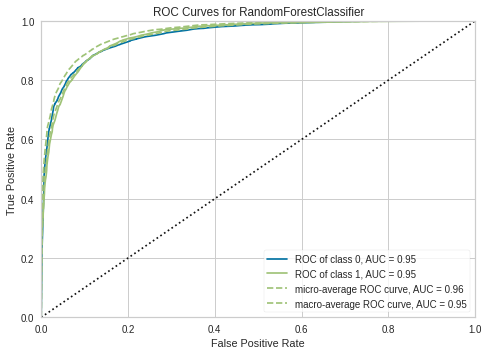 ROC Curves for RandomForestClassifier
1.0
0.8
0.6
0.4
0.2
0.0
True Positive Rate
ROC of class 0, AUC = 0.95
ROC of class 1, AUC = 0.95
micro-average ROC curve, AUC = 0.96
macro-average ROC curve, AUC = 0.95
0.0 0.2 0.4 0.6 0.8 1.0
False Positive Rate